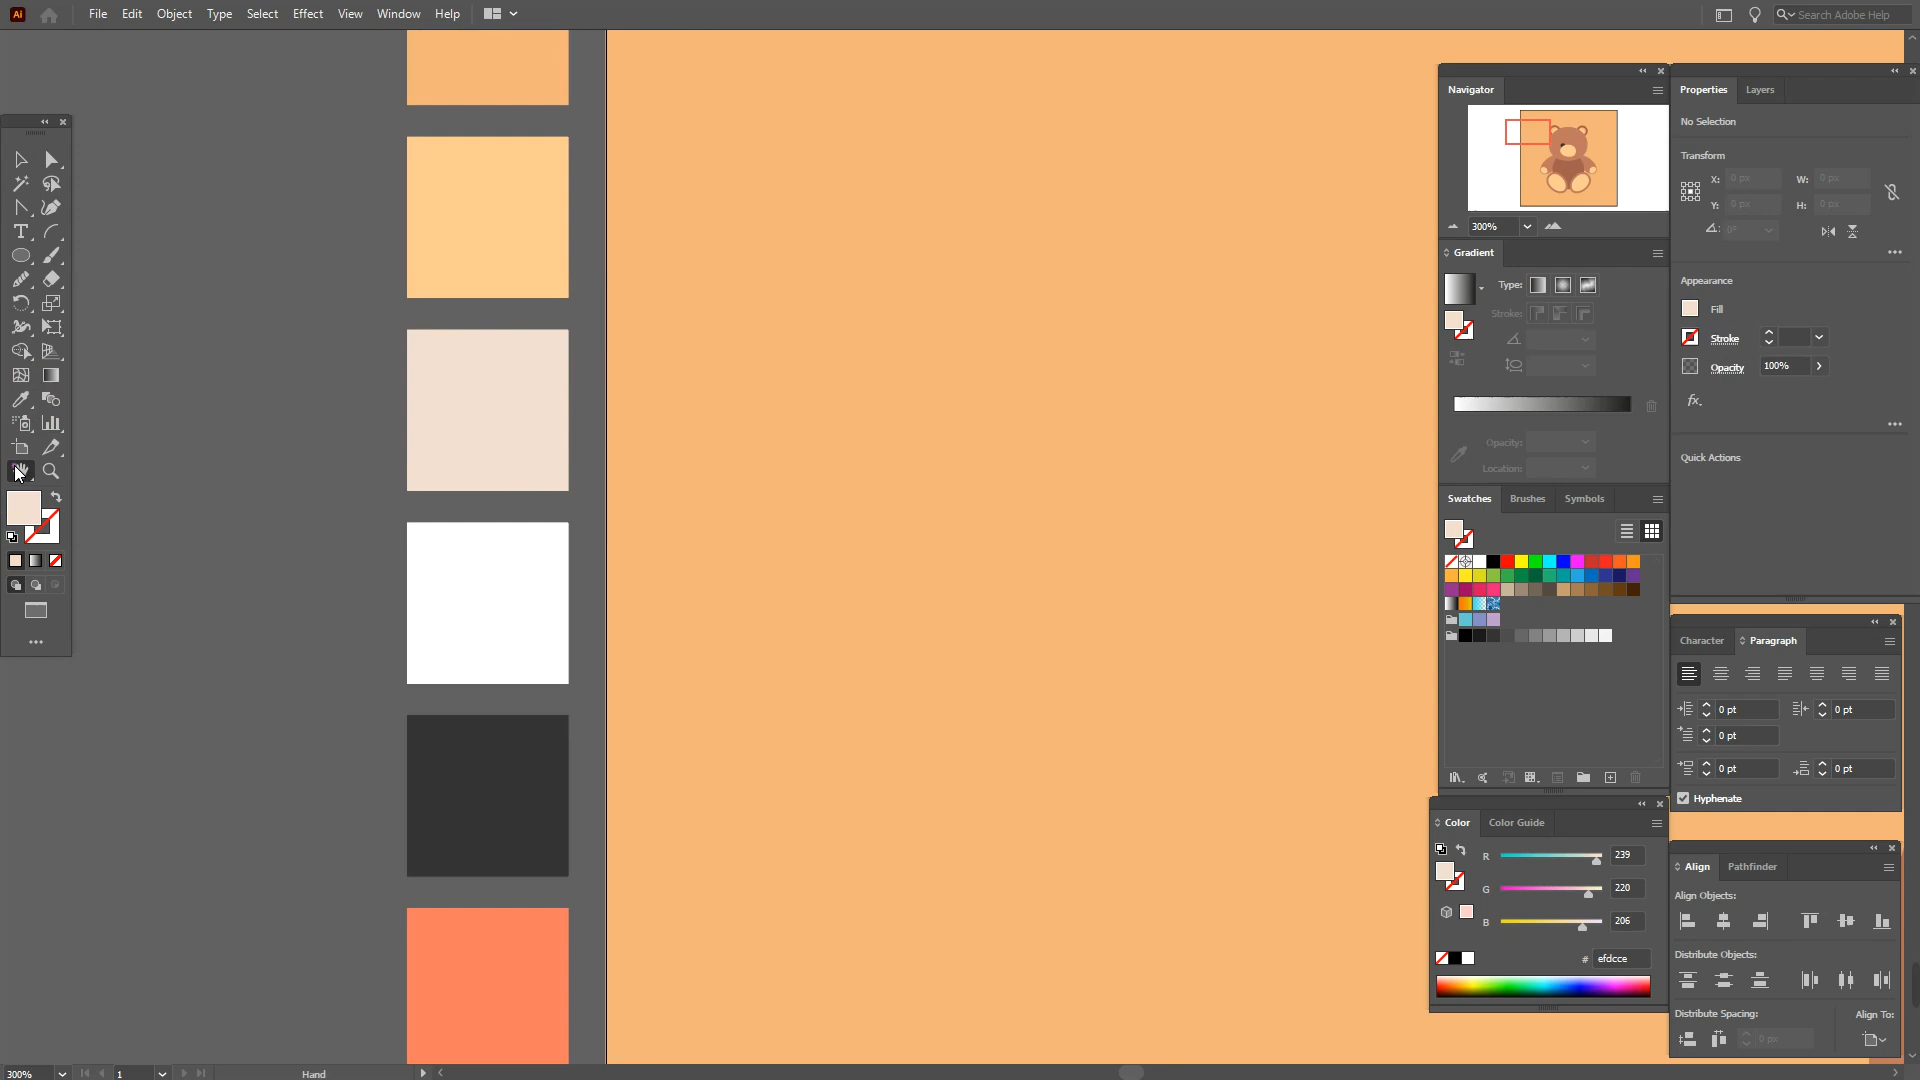 Ai File Edit Object Type Select Effect View Window Help Search Adobe Help
Navigator
300%
Gradient
Type:
Stroke:
Opacity:
Location:
Swatches Brushes Symbols
Color Color Guide
R 239
G 220
B 206
# efdcce
Properties Layers
No Selection
Transform
X: 0 px W: 0 px
Y: 0 px H: 0 px
0°
Appearance
Fill
Stroke
Opacity 100%
fx.
Quick Actions
Character Paragraph
0 pt 0 pt
0 pt
0 pt 0 pt
Hyphenate
Align Pathfinder
Align Objects:
Distribute Objects:
Distribute Spacing: Align To:
0 px
300% 1 Hand